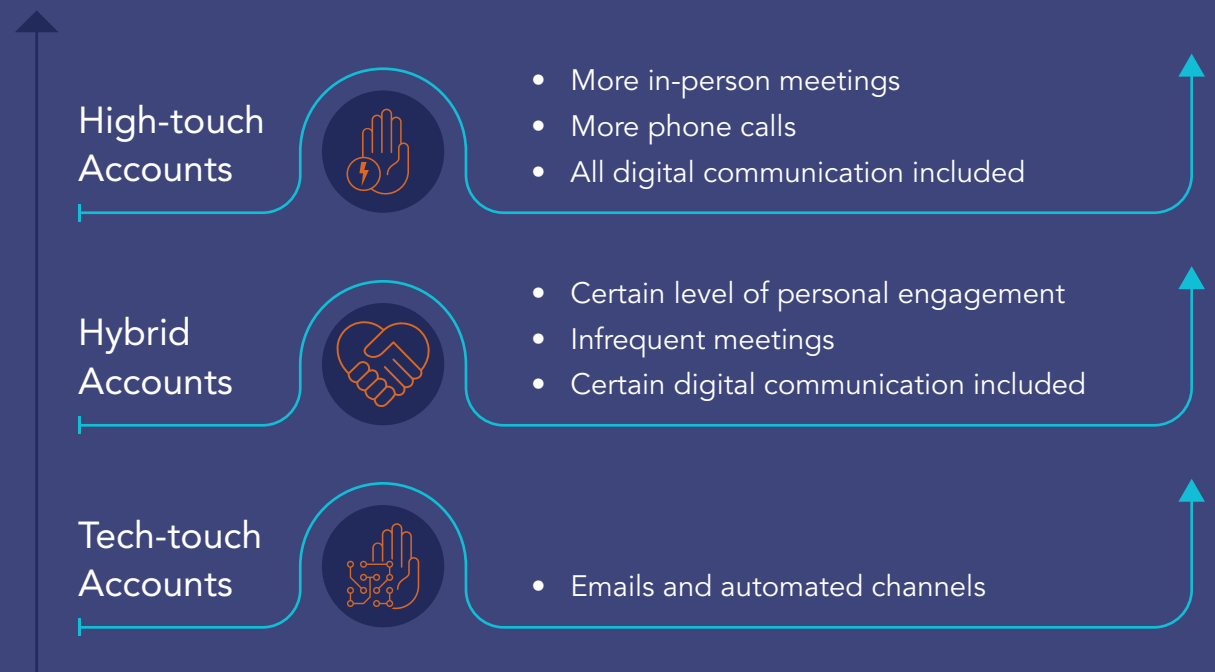 High-touch
Accounts
• More in-person meetings
• More phone calls
• All digital communication included
Hybrid
Accounts
• Certain level of personal engagement
• Infrequent meetings
• Certain digital communication included
Tech-touch
Accounts
• Emails and automated channels